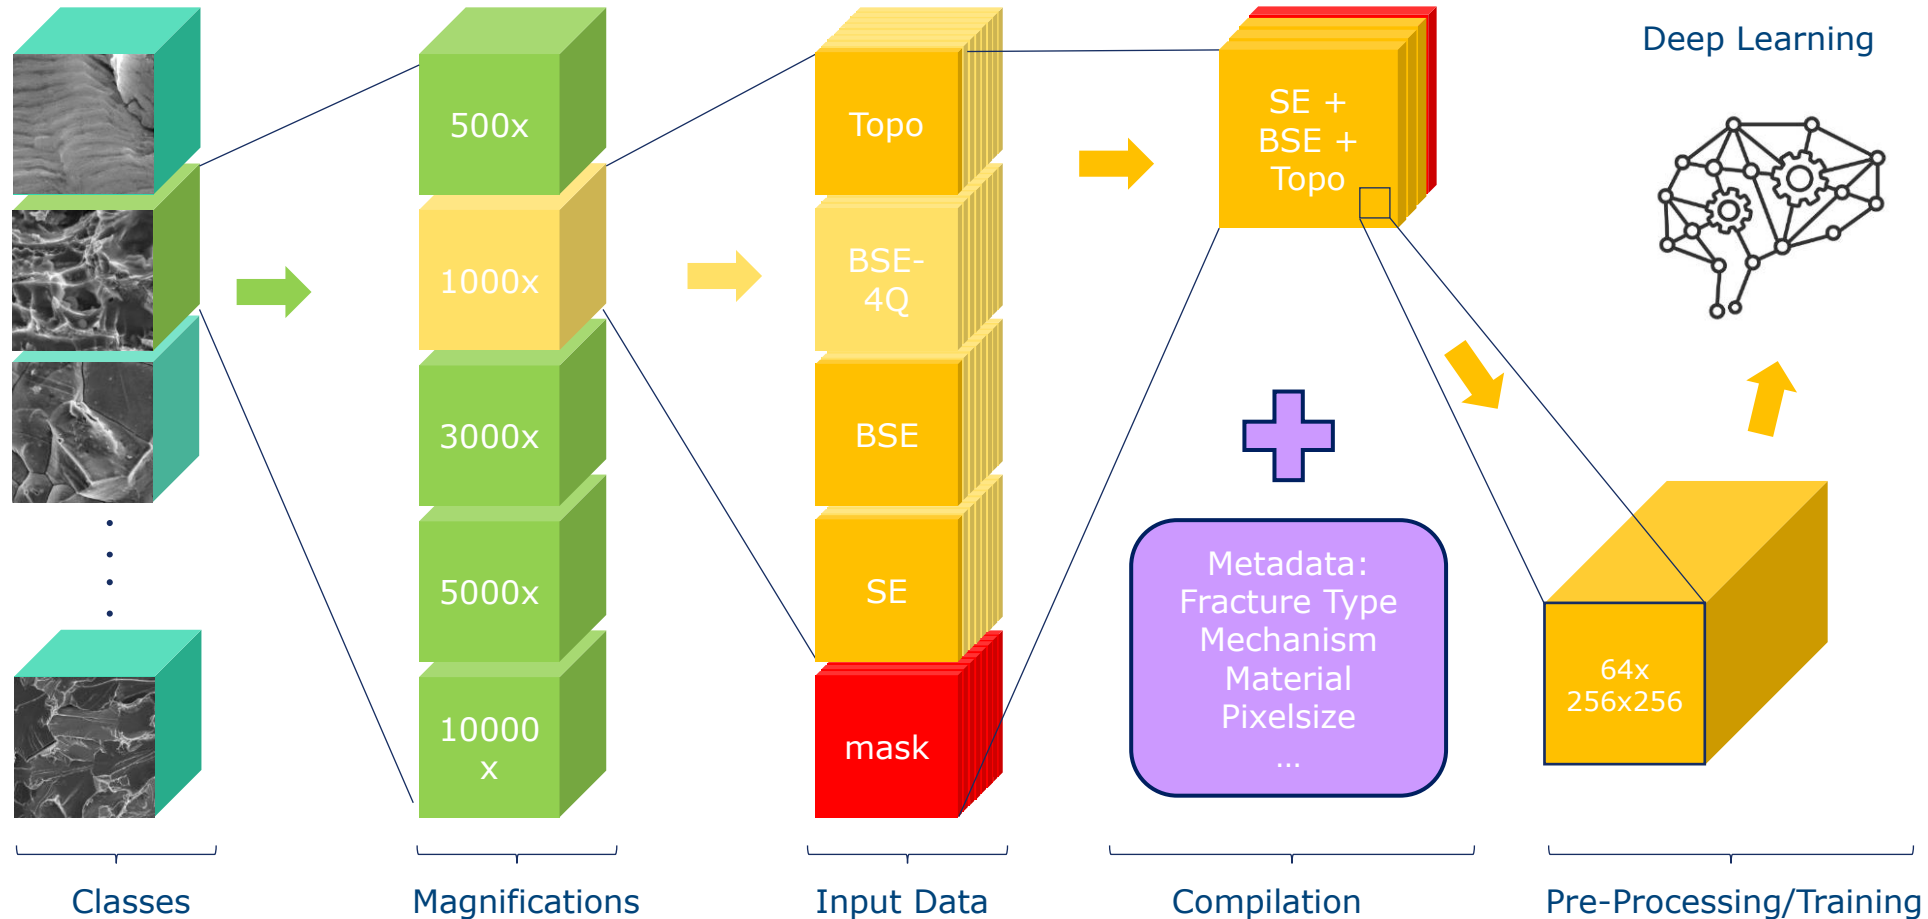 500x
1000x
3000x
5000x
10000
x
Topo
BSE-
4Q
BSE
SE
mask
SE +
BSE +
Topo
Metadata:
Fracture Type
Mechanism
Material
Pixelsize
...
Deep Learning
64x
256x256
Classes
Magnifications
Input Data
Compilation
Pre-Processing/Training